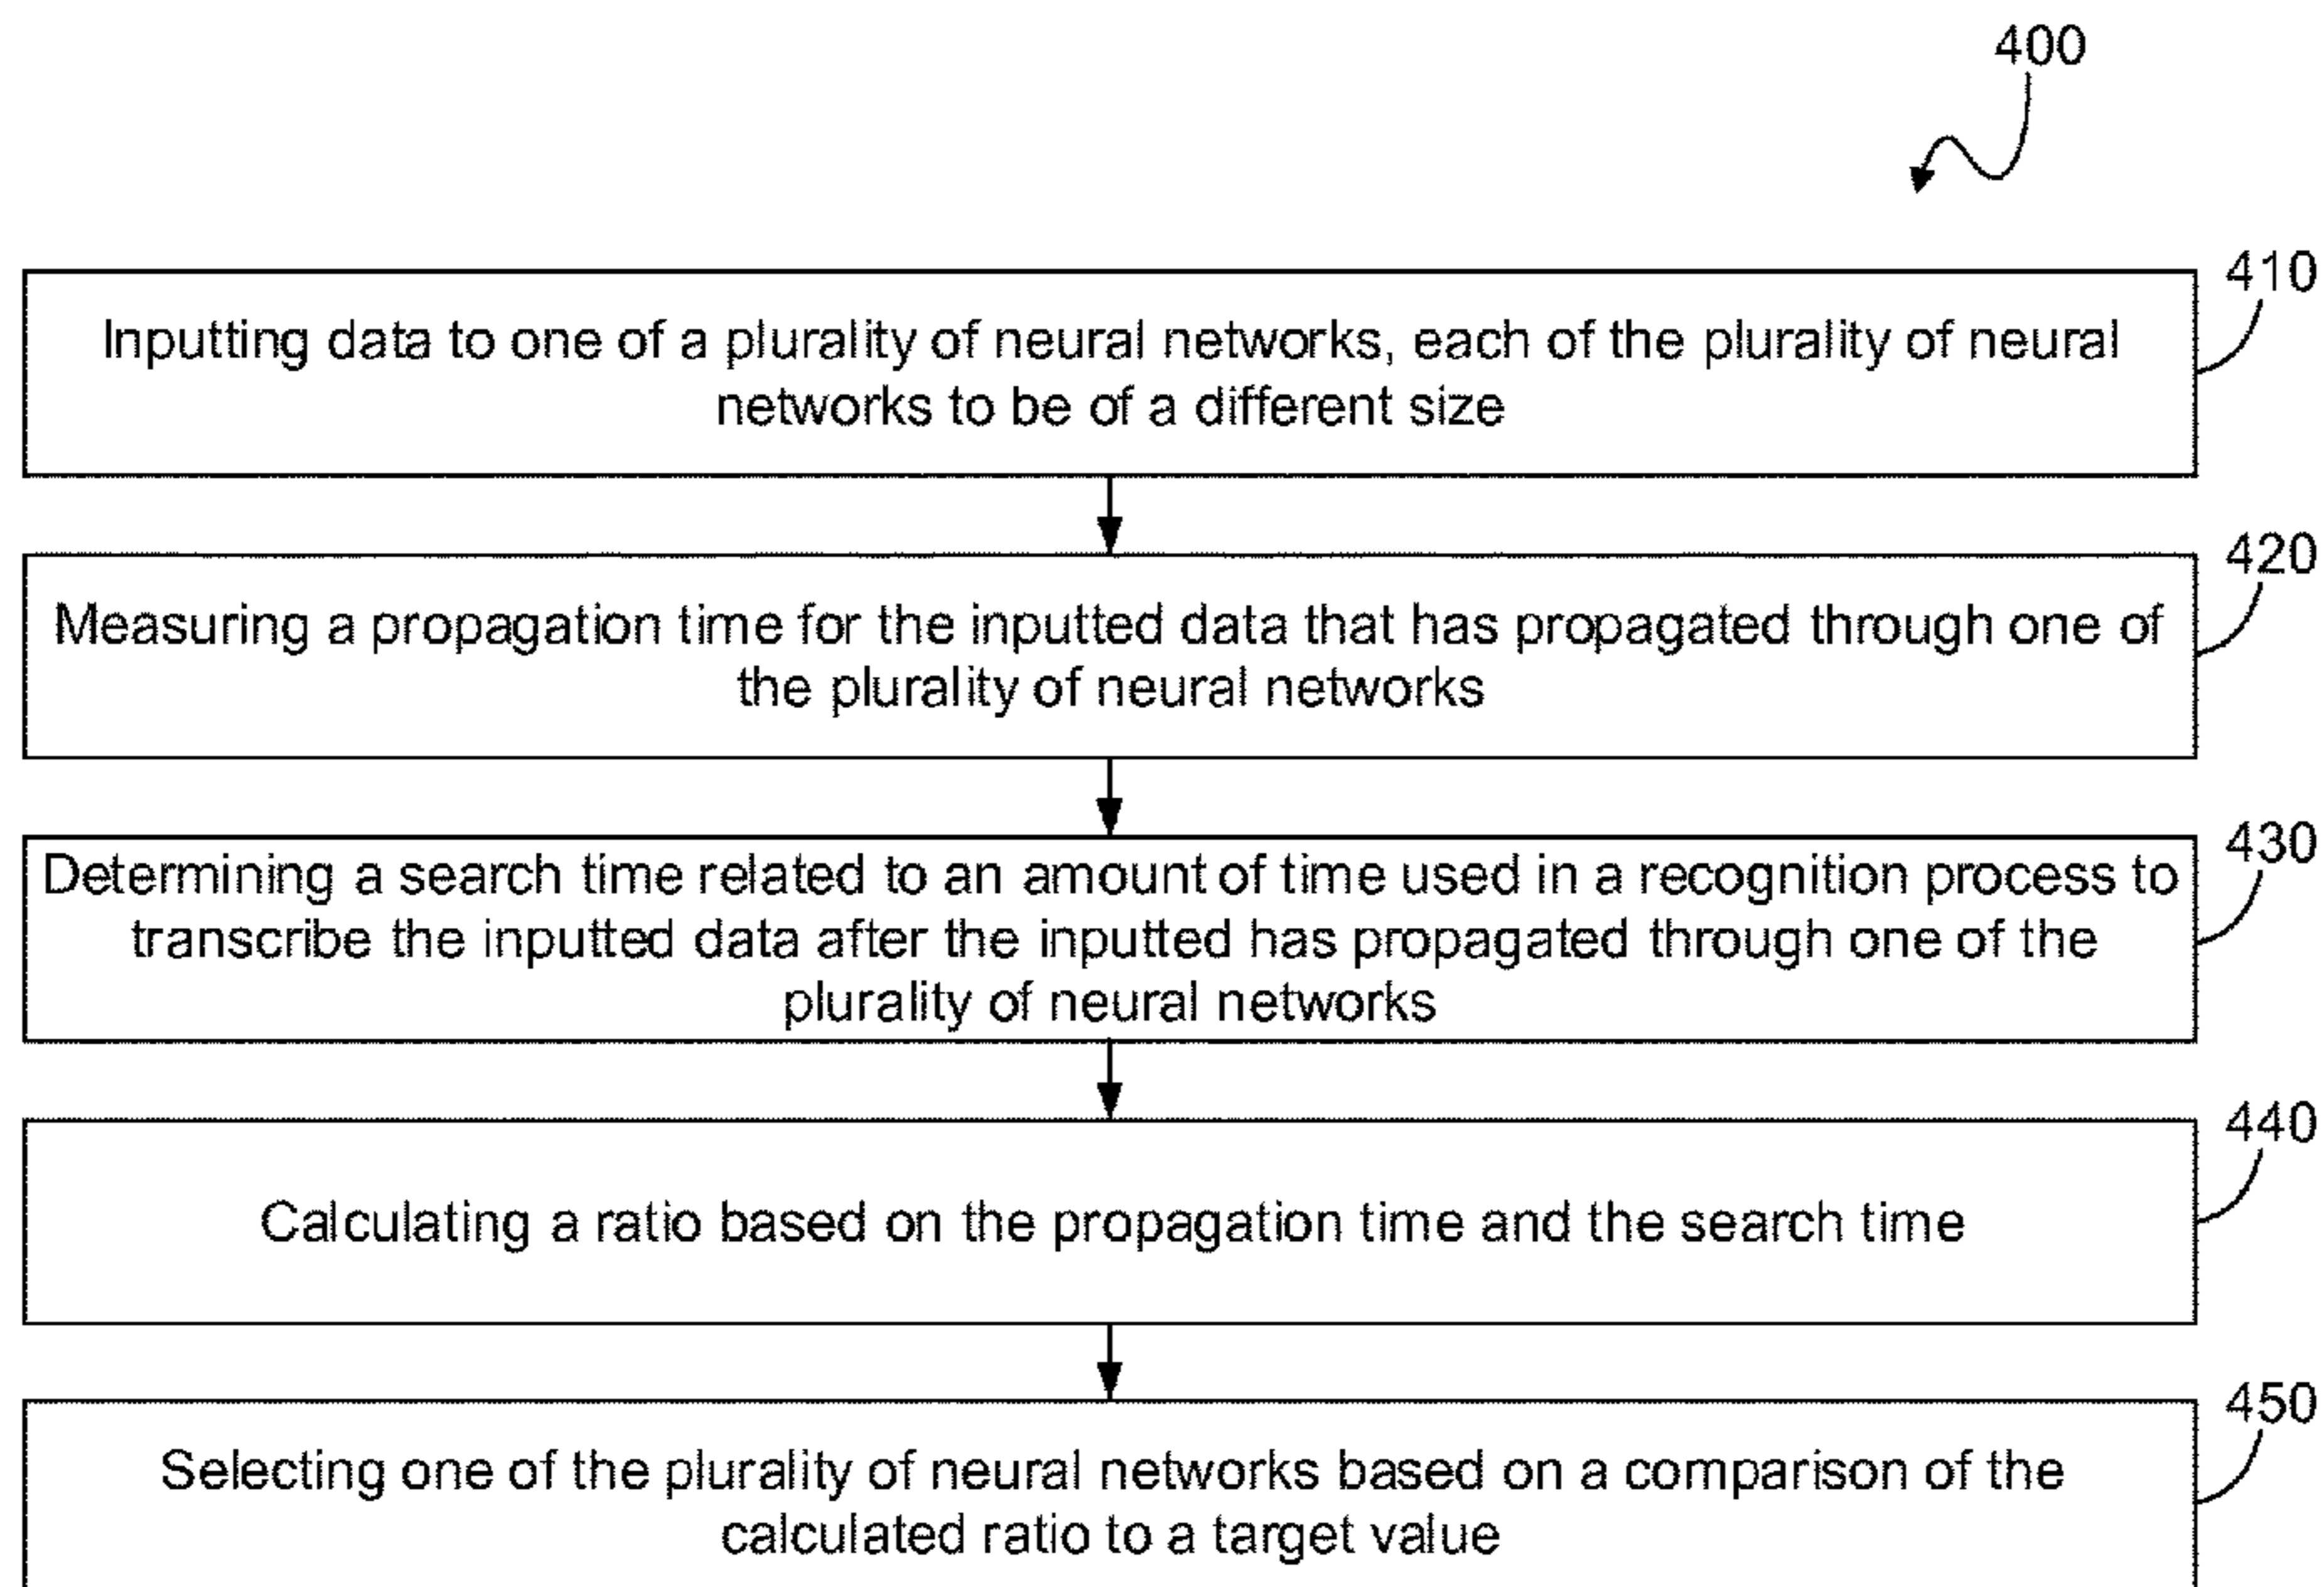 400
410
Inputting data to one of a plurality of neural networks, each of the plurality of neural
networks to be of a different size
420
Measuring a propagation time for the inputted data that has propagated through one of
the plurality of neural networks
430
Determining a search time related to an amount of time used in a recognition process to
transcribe the inputted data after the inputted has propagated through one of the
plurality of neural networks
440
Calculating a ratio based on the propagation time and the search time
450
Selecting one of the plurality of neural networks based on a comparison of the
calculated ratio to a target value